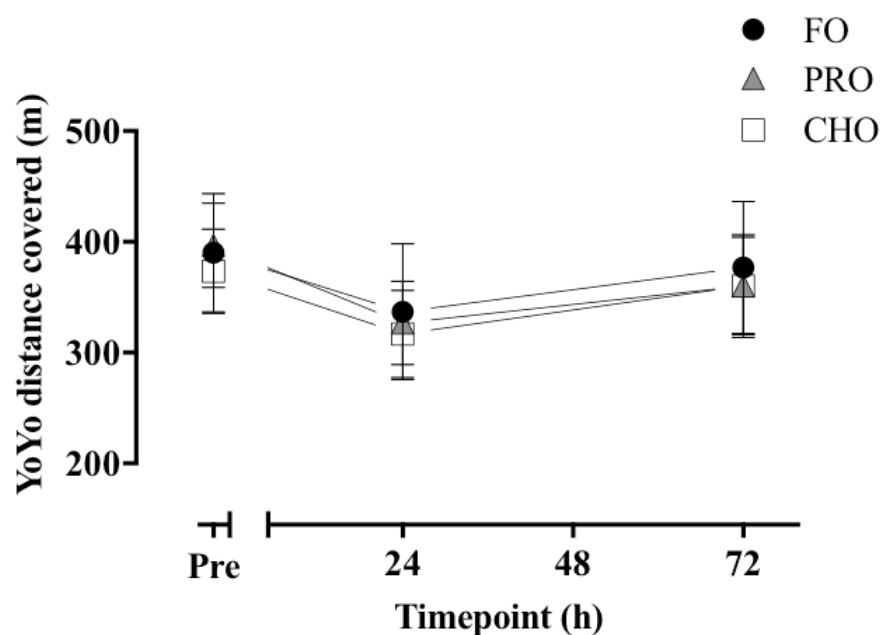 FO
PRO
CHO
YoYo distance covered (m)
500
400
300
200
Pre 24 48 72
Timepoint (h)